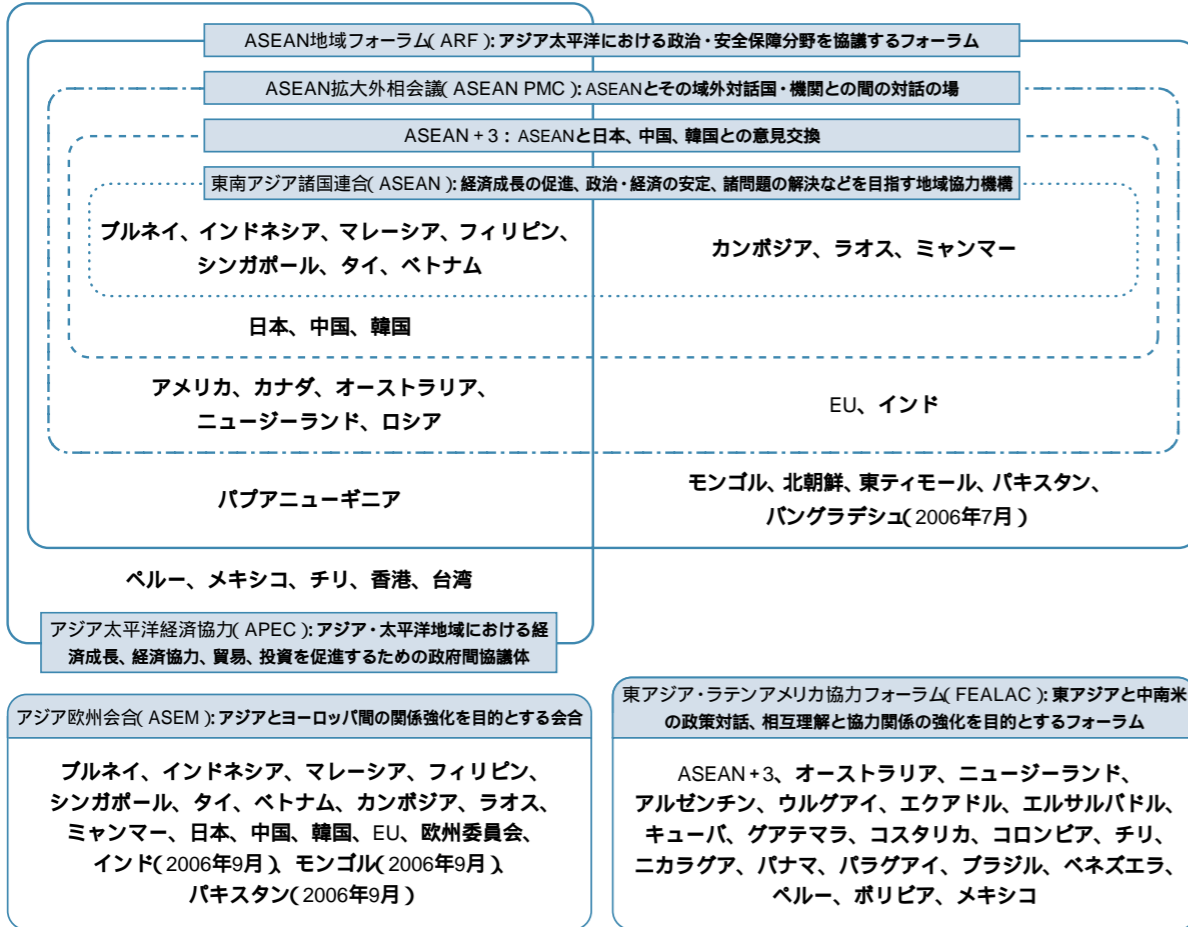 ASEAN地域フォーラム(ARF):アジア太平洋における政治・安全保障分野を協議するフォーラム
ASEAN拡大外相会議(ASEAN PMC):ASEANとその域外対話国・機関との間の対話の場
ASEAN+3:ASEANと日本、中国、韓国との意見交換
東南アジア諸国連合(ASEAN):経済成長の促進、政治・経済の安定、諸問題の解決などを目指す地域協力機構
ブルネイ、インドネシア、マレーシア、フィリピン、
シンガポール、タイ、ベトナム
カンボジア、ラオス、ミャンマー
日本、中国、韓国
アメリカ、カナダ、オーストラリア、
ニュージーランド、ロシア
EU、インド
パプアニューギニア
モンゴル、北朝鮮、東ティモール、パキスタン、
バングラデシュ(2006年7月)
ペルー、メキシコ、チリ、香港、台湾
アジア太平洋経済協力(APEC):アジア・太平洋地域における経
済成長、経済協力、貿易、投資を促進するための政府間協議体
アジア欧州会合(ASEM):アジアとヨーロッパ間の関係強化を目的とする会合
ブルネイ、インドネシア、マレーシア、フィリピン、
シンガポール、タイ、ベトナム、カンボジア、ラオス、
ミャンマー、日本、中国、韓国、EU、欧州委員会、
インド(2006年9月)、モンゴル(2006年9月)、
パキスタン(2006年9月)
東アジア・ラテンアメリカ協力フォーラム(FEALAC):東アジアと中南米
の政策対話、相互理解と協力関係の強化を目的とするフォーラム
ASEAN+3、オーストラリア、ニュージーランド、
アルゼンチン、ウルグアイ、エクアドル、エルサルバドル、
キューバ、グアテマラ、コスタリカ、コロンビア、チリ、
ニカラグア、パナマ、パラグアイ、ブラジル、ベネズエラ、
ペルー、ボリビア、メキシコ